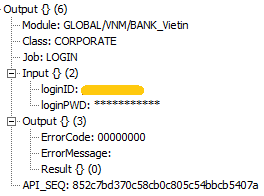 Output {} (6)
Module: GLOBAL/VNM/BANK_Vietin
Class: CORPORATE
Job: LOGIN
Input {} (2)
loginID:
loginPWD: ***********
Output {} (3)
ErrorCode: 00000000
ErrorMessage:
Result {} (0)
API_SEQ: 852c7bd370c58cb0c805c54bbcb5407a